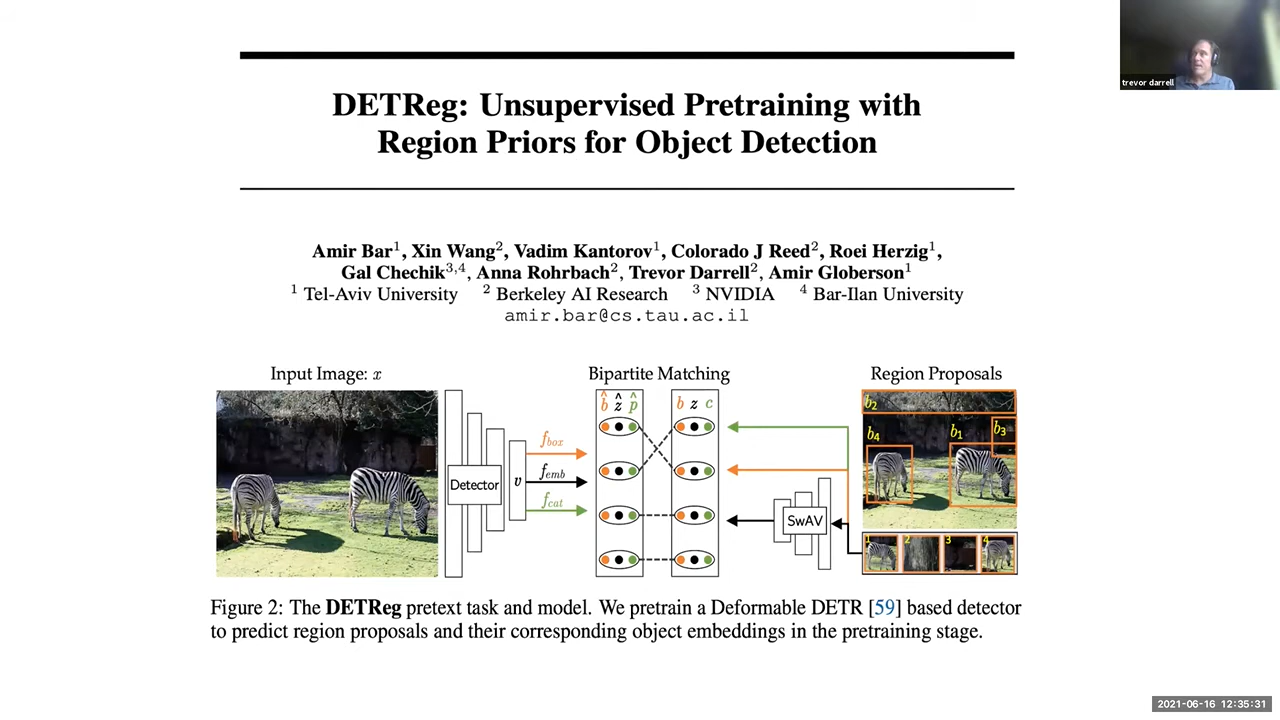 trevor darrell
DETReg: Unsupervised Pretraining with
Region Priors for Object Detection
Amir Bar¹, Xin Wang², Vadim Kantorov¹, Colorado J Reed², Roei Herzig¹,
Gal Chechik³,⁴, Anna Rohrbach², Trevor Darrell², Amir Globerson¹
¹ Tel-Aviv University ² Berkeley AI Research ³ NVIDIA ⁴ Bar-Ilan University
amir.bar@cs.tau.ac.il
Input Image: x
Bipartite Matching
Region Proposals
Detector
v
f_box
f_emb
f_cat
b̂ ẑ p̂
b z c
SwAV
b₂
b₄ b₁ b₃
1 2 3 4
Figure 2: The DETReg pretext task and model. We pretrain a Deformable DETR [59] based detector
to predict region proposals and their corresponding object embeddings in the pretraining stage.
2021-06-16 12:35:31